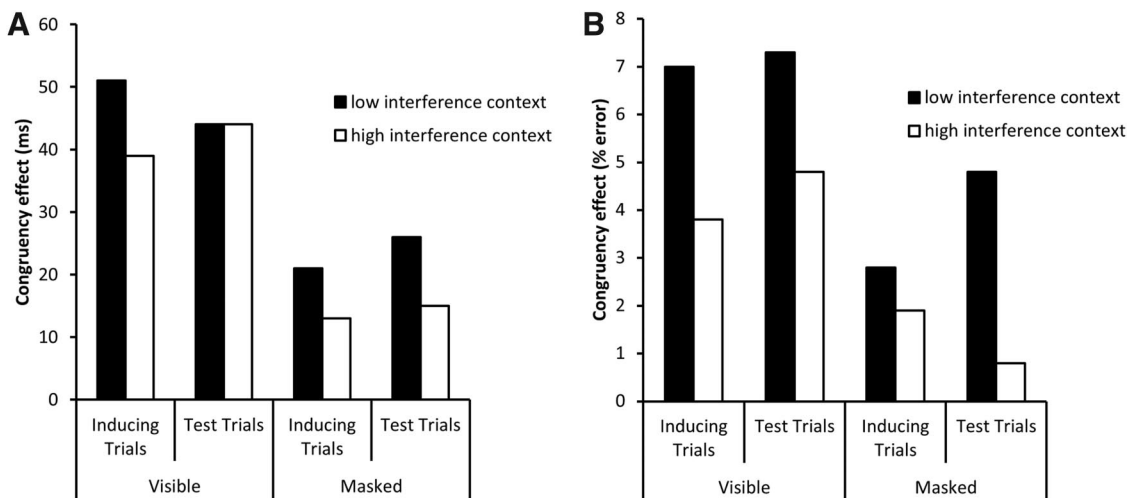 A
Congruency effect (ms)
60
50
40
30
20
10
0
low interference context
high interference context
Inducing
Trials
Test Trials
Inducing
Trials
Test Trials
Visible
Masked
B
Congruency effect (% error)
8
7
6
5
4
3
2
1
0
low interference context
high interference context
Inducing
Trials
Test Trials
Inducing
Trials
Test Trials
Visible
Masked